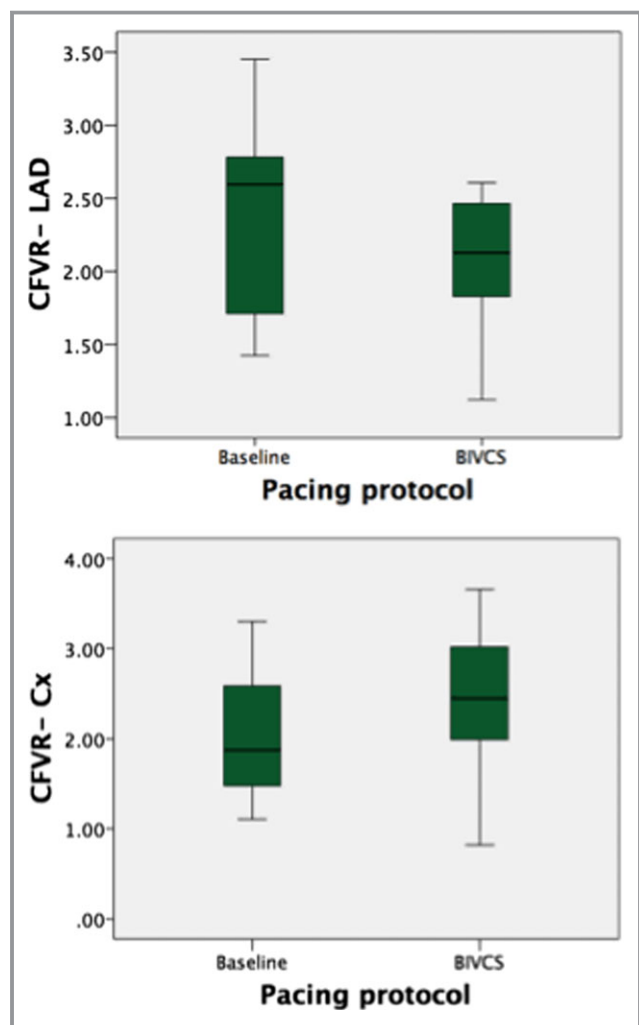 CFVR- LAD
3.50
3.00
2.50
2.00
1.50
1.00
Baseline BIVCS
Pacing protocol
CFVR- Cx
4.00
3.00
2.00
1.00
.00
Baseline BIVCS
Pacing protocol